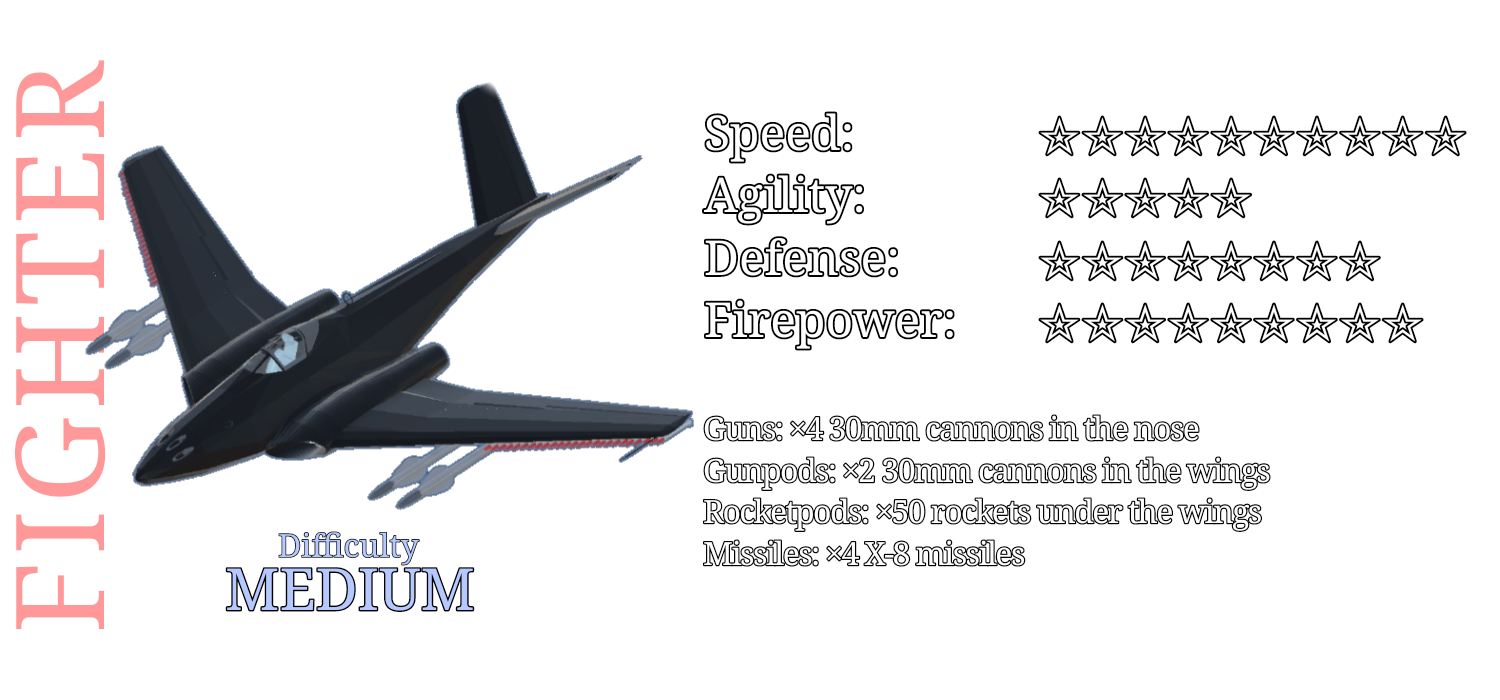 FIGHTER
Difficulty
MEDIUM
Speed: ☆☆☆☆☆☆☆☆☆☆
Agility: ☆☆☆☆☆
Defense: ☆☆☆☆☆☆☆☆
Firepower: ☆☆☆☆☆☆☆☆☆
Guns: ×4 30mm cannons in the nose
Gunpods: ×2 30mm cannons in the wings
Rocketpods: ×50 rockets under the wings
Missiles: ×4 X-8 missiles